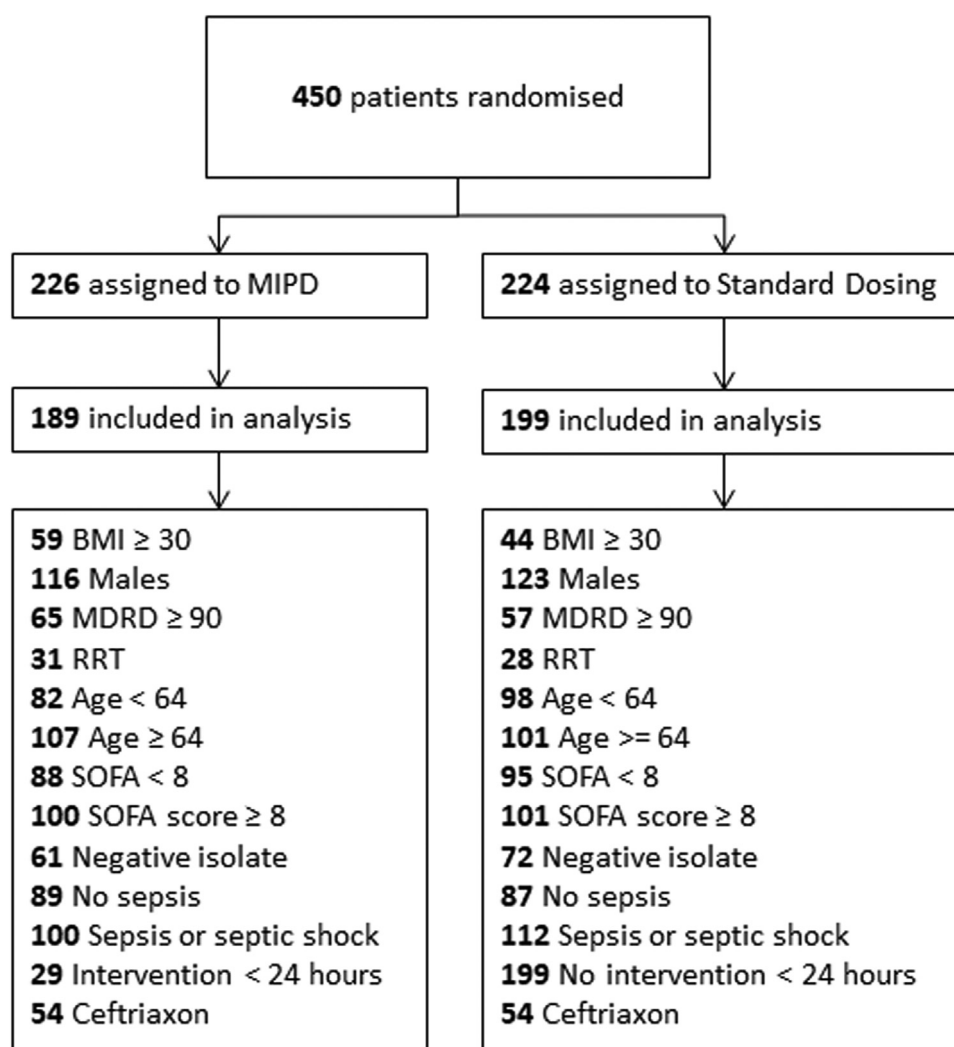 450 patients randomised
226 assigned to MIPD
224 assigned to Standard Dosing
189 included in analysis
199 included in analysis
59 BMI ≥ 30
116 Males
65 MDRD ≥ 90
31 RRT
82 Age < 64
107 Age ≥ 64
88 SOFA < 8
100 SOFA score ≥ 8
61 Negative isolate
89 No sepsis
100 Sepsis or septic shock
29 Intervention < 24 hours
54 Ceftriaxon
44 BMI ≥ 30
123 Males
57 MDRD ≥ 90
28 RRT
98 Age < 64
101 Age >= 64
95 SOFA < 8
101 SOFA score ≥ 8
72 Negative isolate
87 No sepsis
112 Sepsis or septic shock
199 No intervention < 24 hours
54 Ceftriaxon